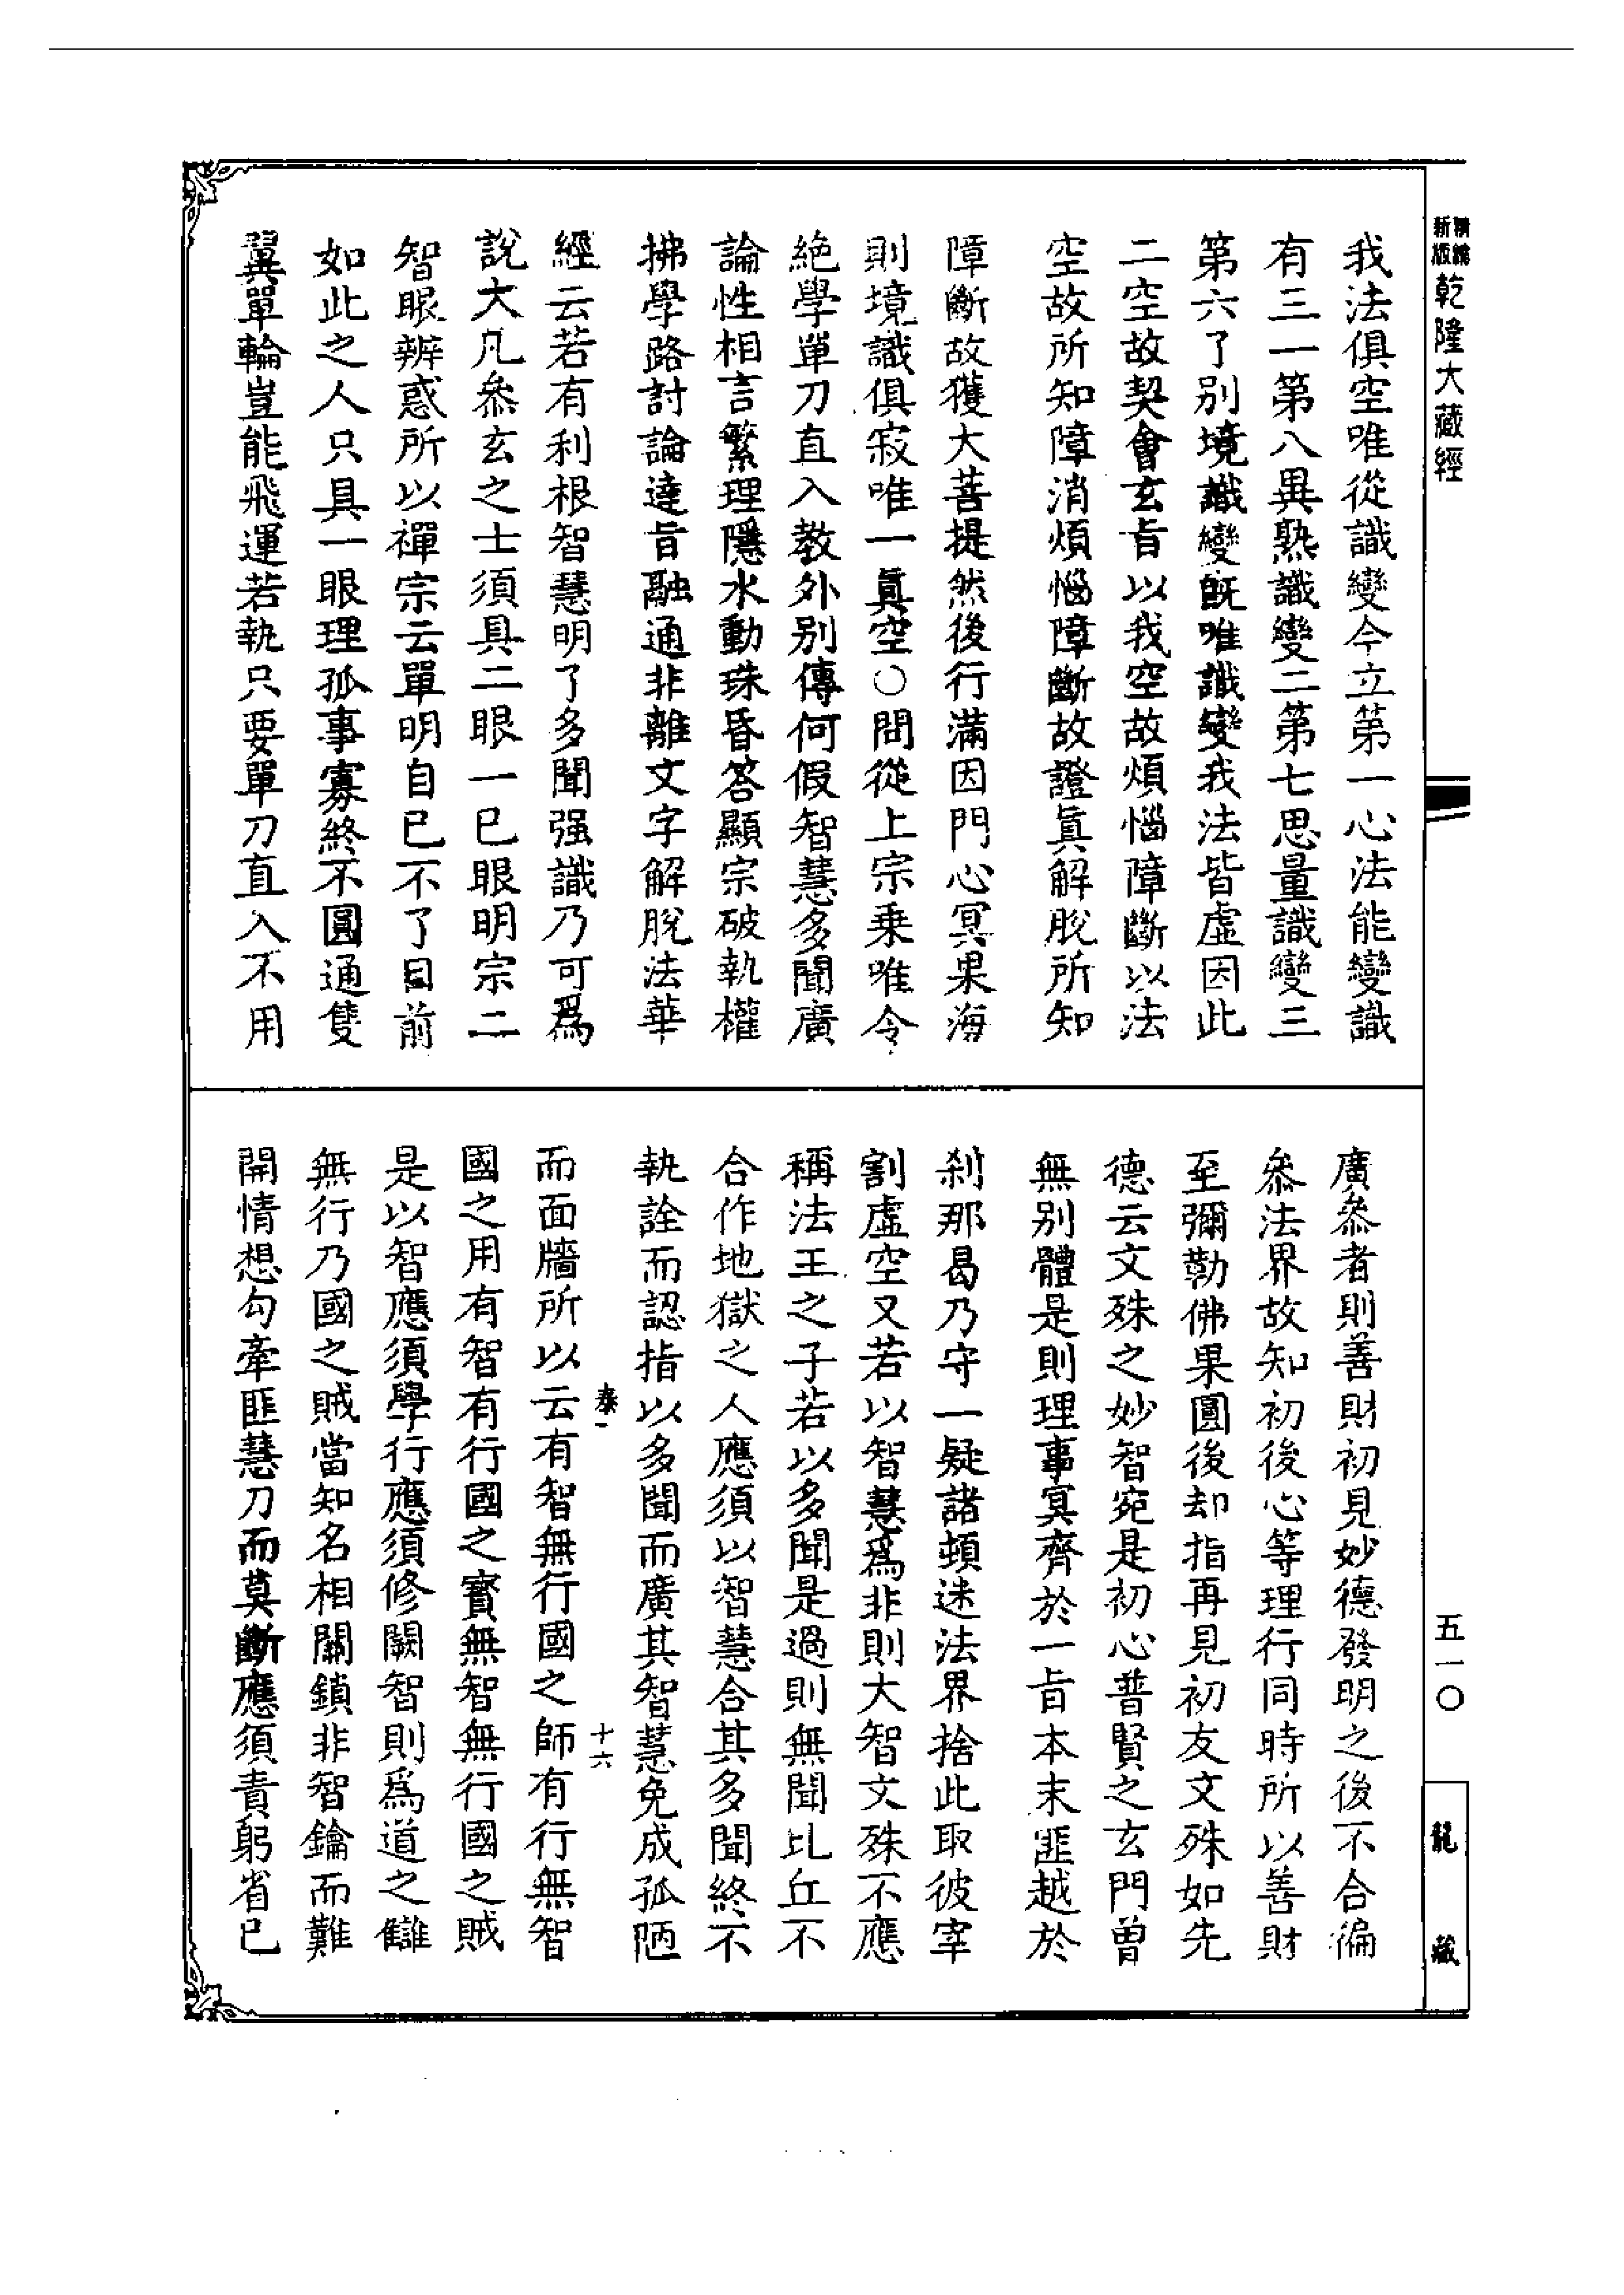 精編
新版
乾隆大藏經
五一〇
龍藏
我法俱空唯從識變今立第一心法能變識
有三一第八異熟識變二第七思量識變三
第六了別境識變旣唯識變我法皆虛因此
二空故契會玄旨以我空故煩惱障斷以法
空故所知障消煩惱障斷故證眞解脫所知
障斷故獲大菩提然後行滿因門心冥果海
則境識俱寂唯一眞空〇問從上宗乗唯令
絶學單刀直入教外別傳何假智慧多聞廣
論性相言繁理隱水動珠昏答顯宗破執權
拂學路討論達旨融通非離文字解脫法華
經云若有利根智慧明了多聞强識乃可爲
說大凡叅玄之士須具二眼一巳眼明宗二
智眼辨惑所以禪宗云單明自巳不了目前
如此之人只具一眼理孤事寡終不圓通隻
翼單輪豈能飛運若執只要單刀直入不用
廣叅者則善財初見妙德發明之後不合徧
叅法界故知初後心等理行同時所以善財
至彌勒佛果圓後却指再見初友文殊如先
德云文殊之妙智宛是初心普賢之玄門曾
無別體是則理事冥齊於一旨本末匪越於
刹那曷乃守一疑諸頓迷法界捨此取彼宰
割虛空又若以智慧爲非則大智文殊不應
稱法王之子若以多聞是過則無聞比丘不
合作地獄之人應須以智慧合其多聞終不
執詮而認指以多聞而廣其智慧免成孤陋
秦一
十六
而面牆所以云有智無行國之師有行無智
國之用有智有行國之寳無智無行國之賊
是以智應須學行應須修闕智則爲道之讎
無行乃國之賊當知名相關鎖非智鑰而難
開情想勾牽匪慧刀而莫斷應須責躬省巳